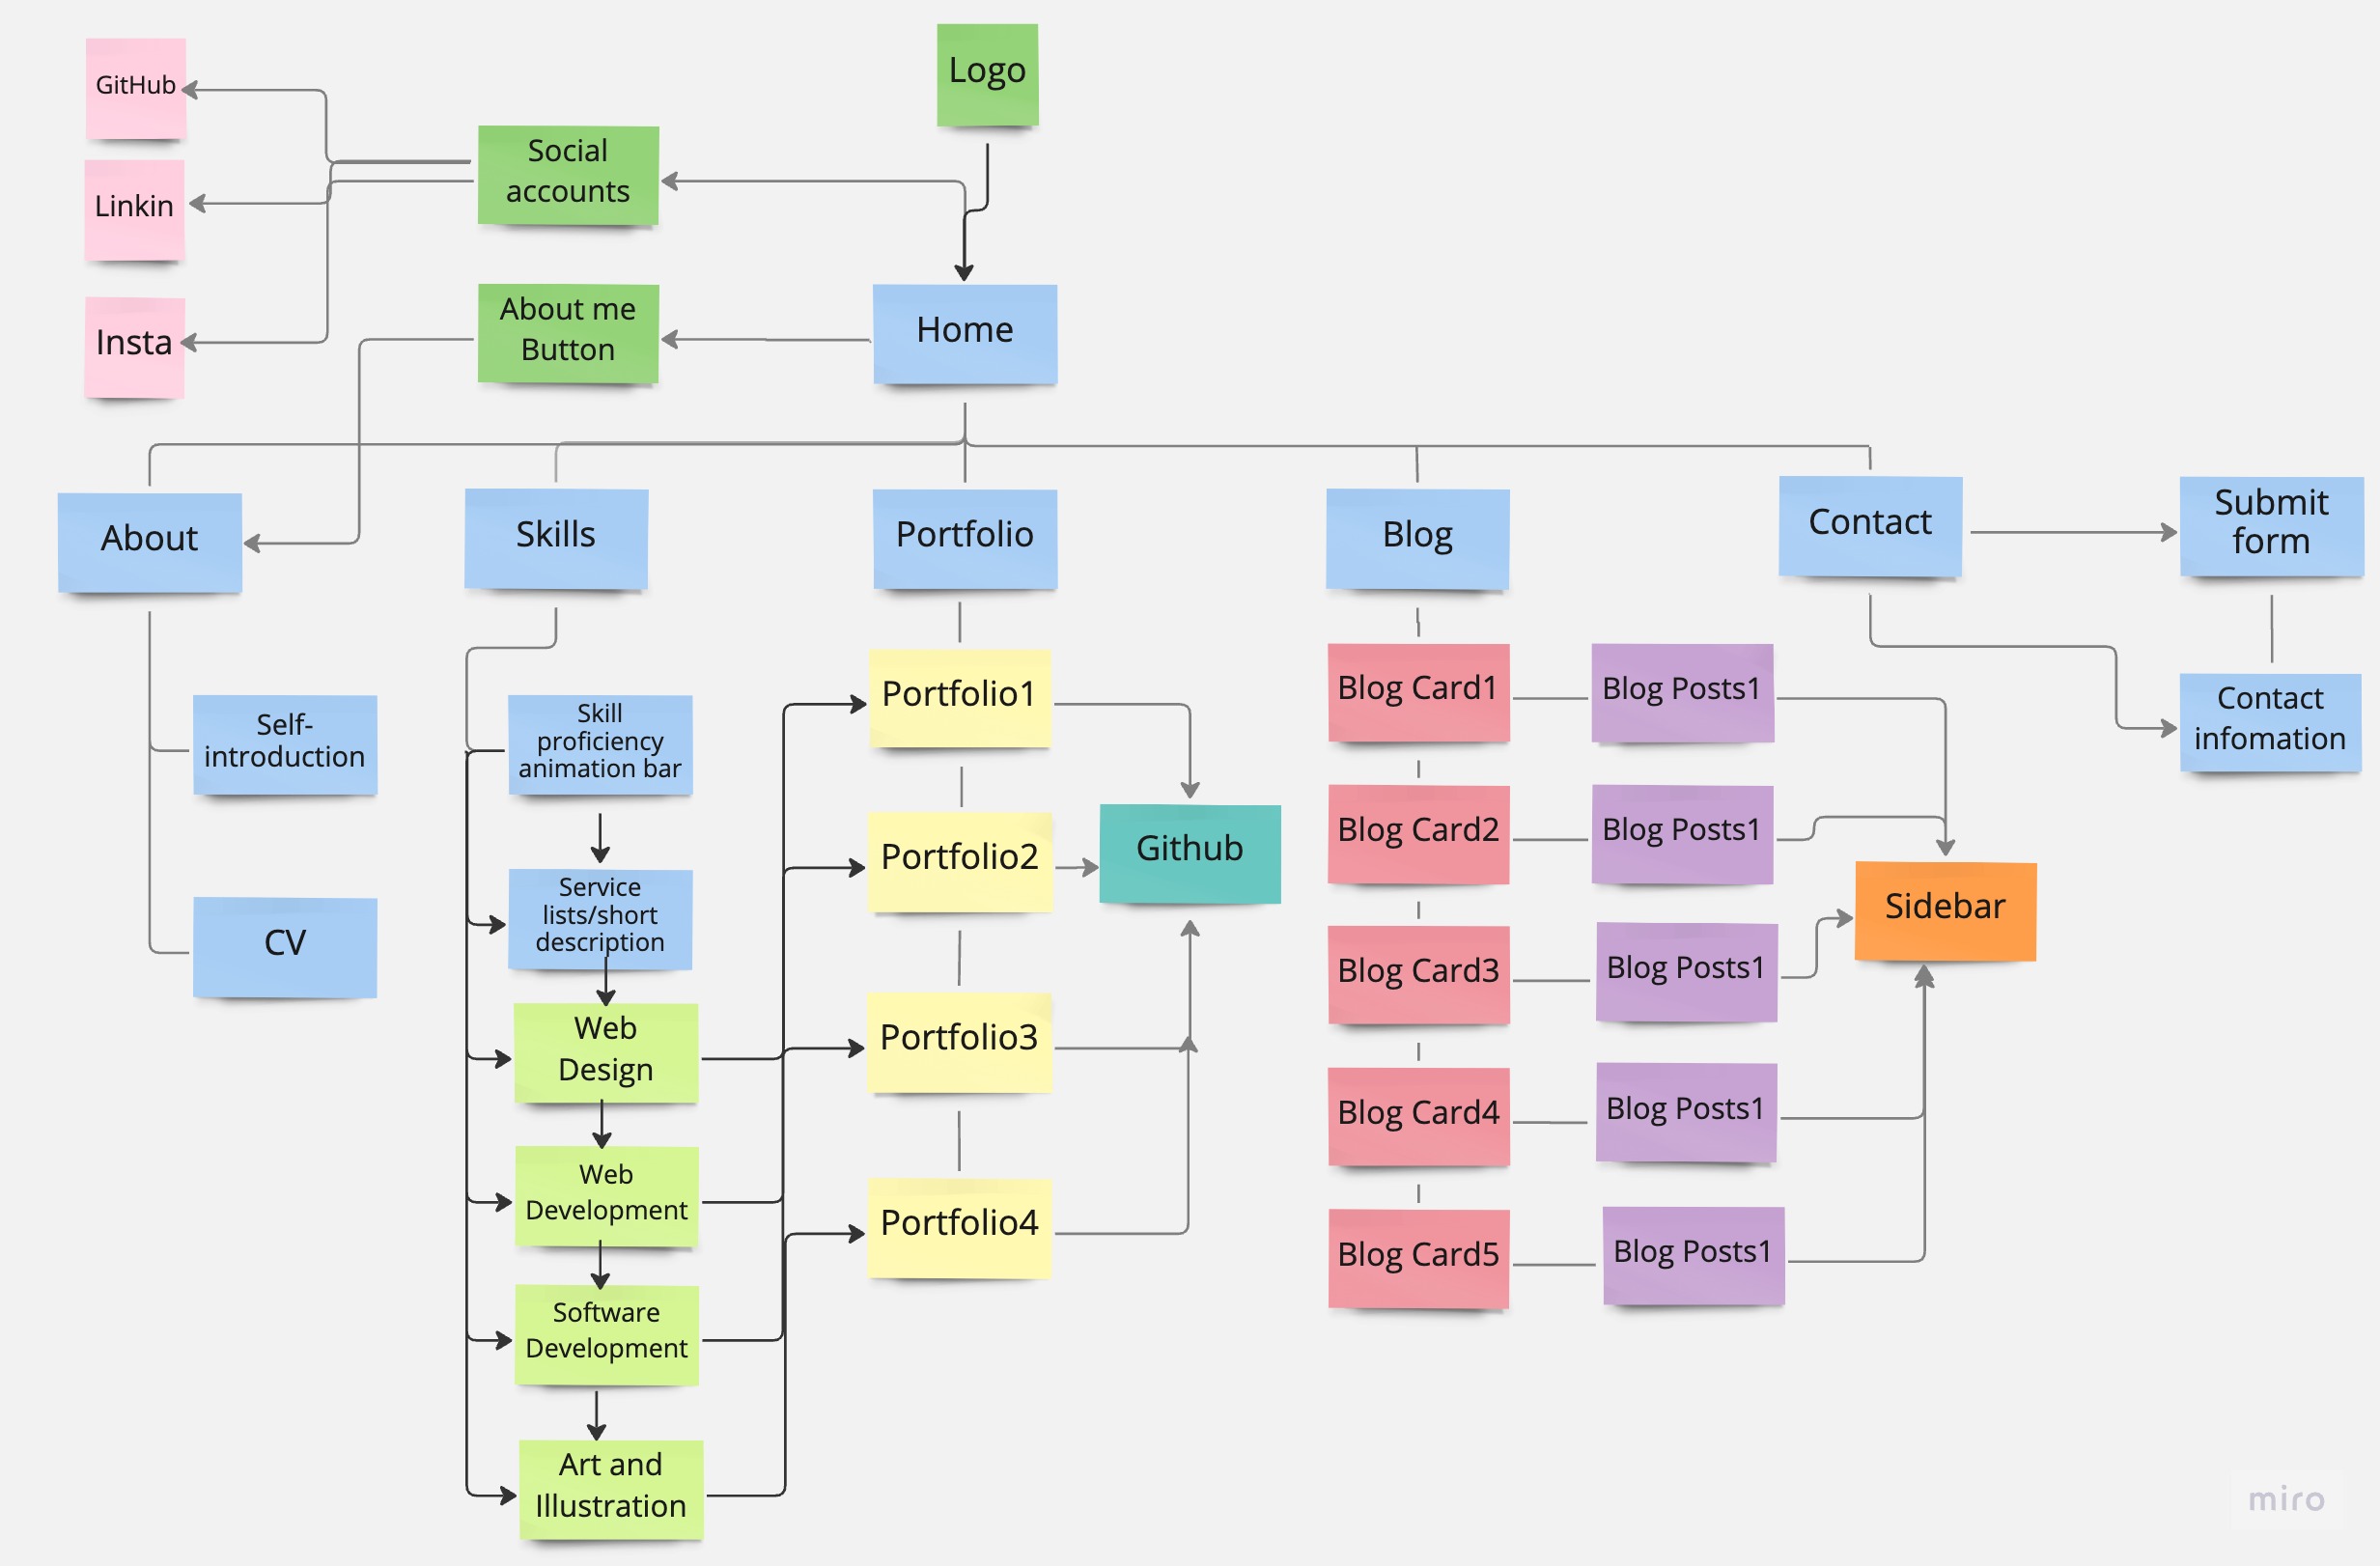 Logo
GitHub
Social
accounts
Linkin
Insta
About me
Button
Home
About
Skills
Portfolio
Blog
Contact
Submit
form
Self-
introduction
CV
Skill
proficiency
animation bar
Service
lists/short
description
Web
Design
Web
Development
Software
Development
Art and
Illustration
Portfolio1
Portfolio2
Portfolio3
Portfolio4
Github
Blog Card1
Blog Posts1
Blog Card2
Blog Posts1
Blog Card3
Blog Posts1
Blog Card4
Blog Posts1
Blog Card5
Blog Posts1
Sidebar
Contact
infomation
miro